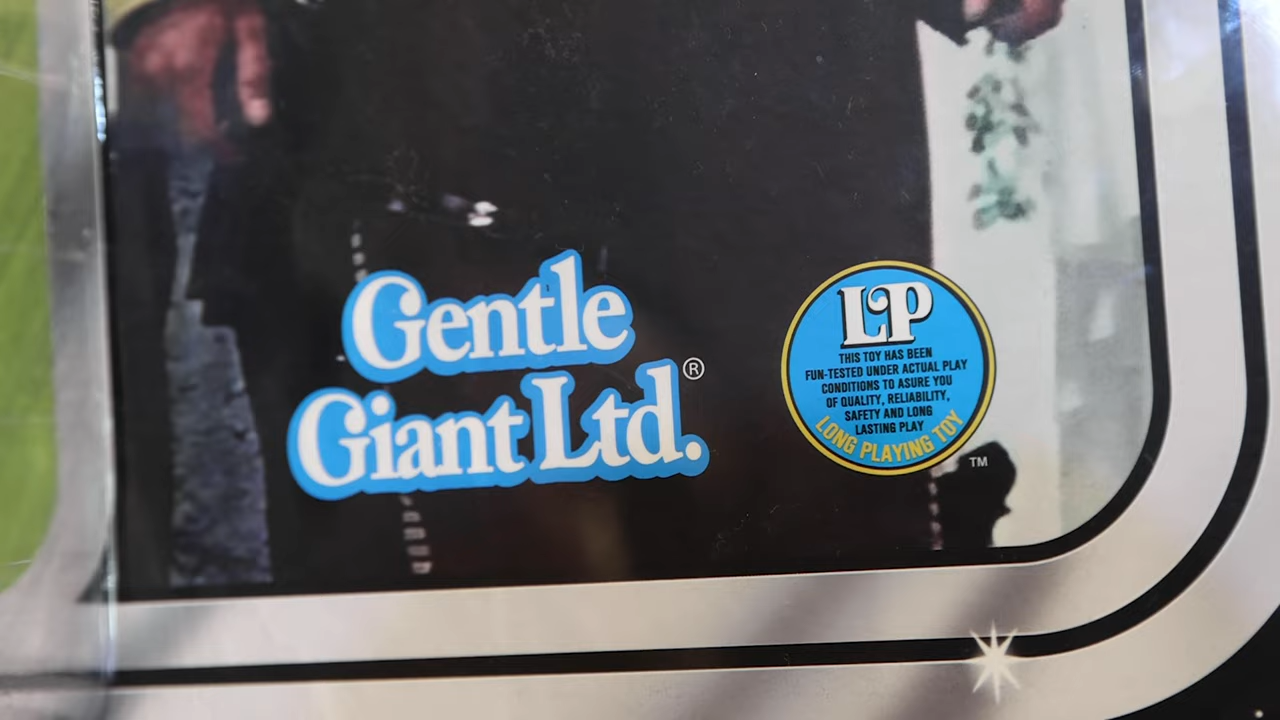 Gentle
Giant Ltd.®
LP
THIS TOY HAS BEEN
FUN-TESTED UNDER ACTUAL PLAY
CONDITIONS TO ASURE YOU
OF QUALITY, RELIABILITY,
SAFETY AND LONG
LASTING PLAY
LONG PLAYING TOY
TM